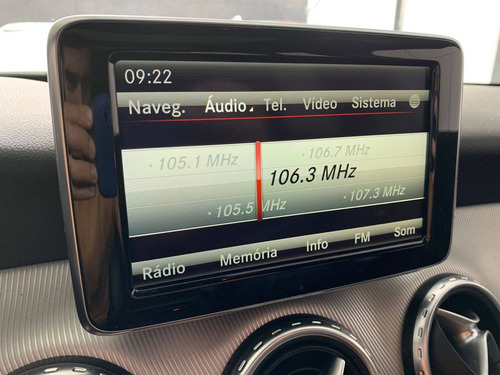 09:22
Naveg. Áudio Tel. Vídeo Sistema
105.1 MHz 106.7 MHz
106.3 MHz
105.5 MHz 107.3 MHz
Rádio Memória Info FM Som